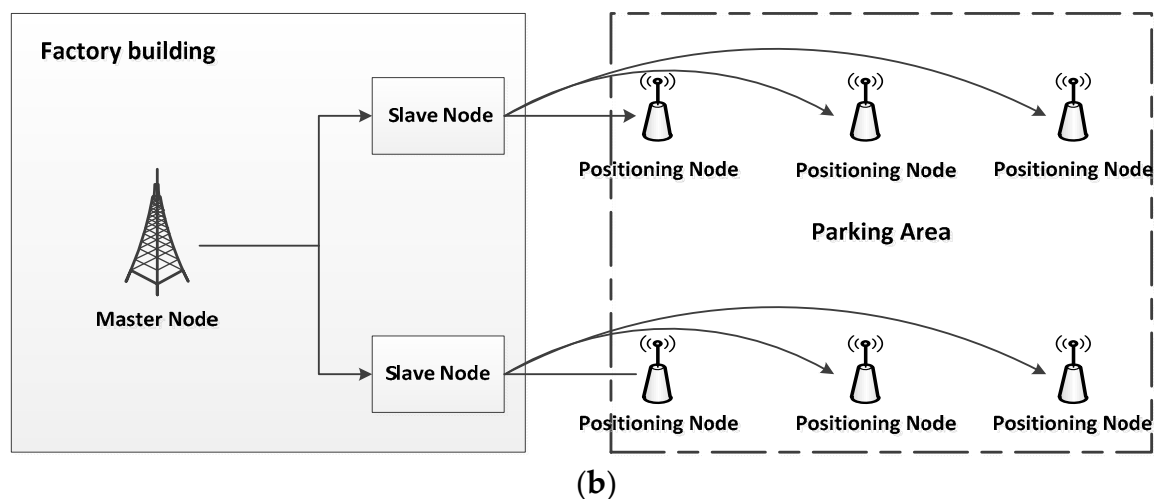 Factory building
Slave Node
Positioning Node
Positioning Node
Positioning Node
Parking Area
Master Node
Slave Node
Positioning Node
Positioning Node
Positioning Node
(b)